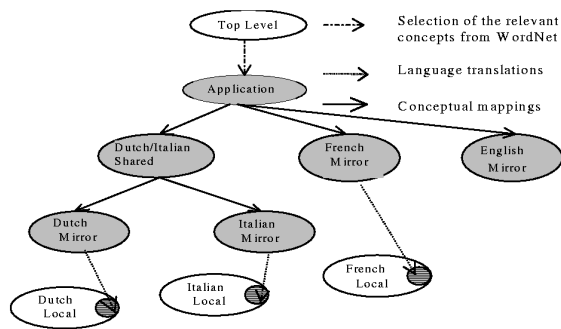 Top Level
Selection of the relevant
concepts from WordNet
Application
Language translations
Conceptual mappings
Dutch/Italian
Shared
French
Mirror
English
Mirror
Dutch
Mirror
Italian
Mirror
French
Local
Italian
Local
Dutch
Local